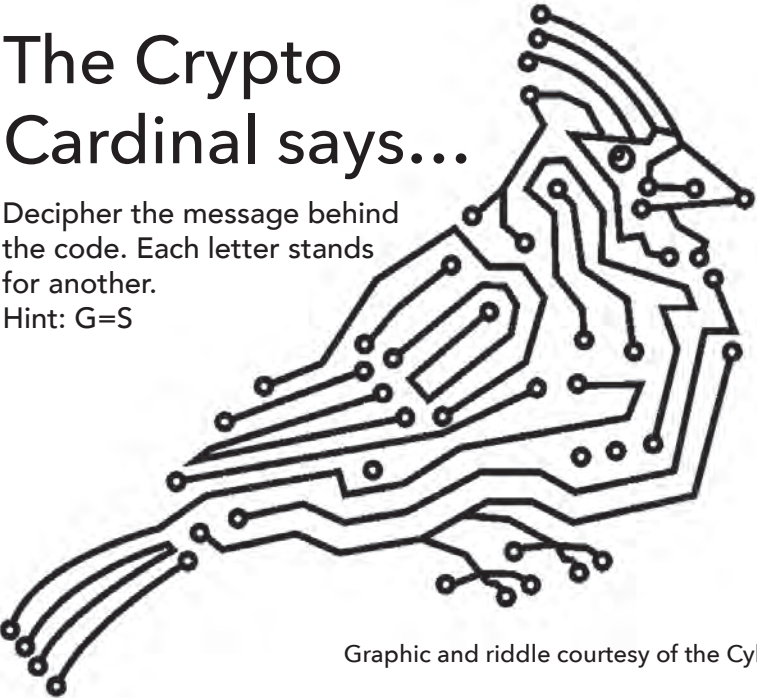 The Crypto
Cardinal says...
Decipher the message behind
the code. Each letter stands
for another.
Hint: G=S
Graphic and riddle courtesy of the